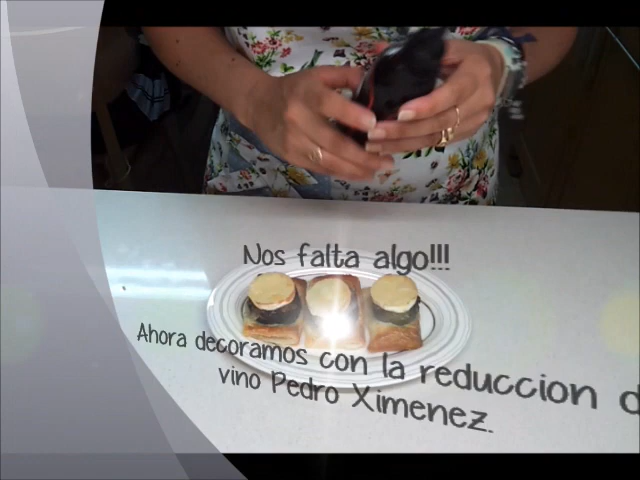 Nos falta algo!!!
Ahora decoramos con la reduccion d
vino Pedro Ximenez.